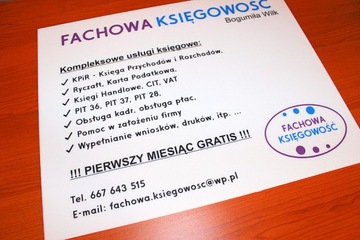 FACHOWA KSIĘGOWOŚĆ
Bogumiła Wilk
Kompleksowe usługi księgowe:
✓ KPiR - Księga Przychodów i Rozchodów,
✓ Ryczałt, Karta Podatkowa,
✓ Księgi Handlowe, CIT, VAT
✓ PIT 36, PIT 37, PIT 28,
✓ Obsługa kadr, obsługa płac,
✓ Pomoc w założeniu firmy
✓ Wypełnianie wniosków, druków, itp. ...
!!! PIERWSZY MIESIĄC GRATIS !!!
Tel. 667 643 515
E-mail: fachowa.ksiegowosc@wp.pl
FACHOWA
KSIĘGOWOŚĆ